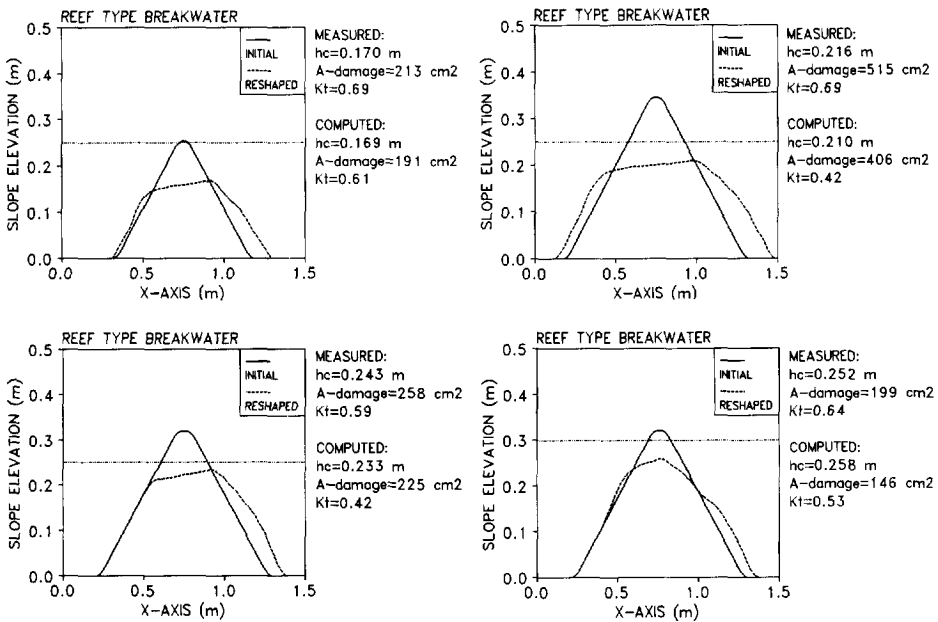 REEF TYPE BREAKWATER
SLOPE ELEVATION (m)
0.5
0.4
0.3
0.2
0.1
0.0
0.0 0.5 1.0 1.5
X-AXIS (m)
INITIAL
RESHAPED
MEASURED:
hc=0.170 m
A-damage=213 cm2
Kt=0.69
COMPUTED:
hc=0.169 m
A-damage=191 cm2
Kt=0.61
REEF TYPE BREAKWATER
SLOPE ELEVATION (m)
0.5
0.4
0.3
0.2
0.1
0.0
0.0 0.5 1.0 1.5
X-AXIS (m)
INITIAL
RESHAPED
MEASURED:
hc=0.216 m
A-damage=515 cm2
Kt=0.69
COMPUTED:
hc=0.210 m
A-damage=406 cm2
Kt=0.42
REEF TYPE BREAKWATER
SLOPE ELEVATION (m)
0.5
0.4
0.3
0.2
0.1
0.0
0.0 0.5 1.0 1.5
X-AXIS (m)
INITIAL
RESHAPED
MEASURED:
hc=0.243 m
A-damage=258 cm2
Kt=0.59
COMPUTED:
hc=0.233 m
A-damage=225 cm2
Kt=0.42
REEF TYPE BREAKWATER
SLOPE ELEVATION (m)
0.5
0.4
0.3
0.2
0.1
0.0
0.0 0.5 1.0 1.5
X-AXIS (m)
INITIAL
RESHAPED
MEASURED:
hc=0.252 m
A-damage=199 cm2
Kt=0.64
COMPUTED:
hc=0.258 m
A-damage=146 cm2
Kt=0.53